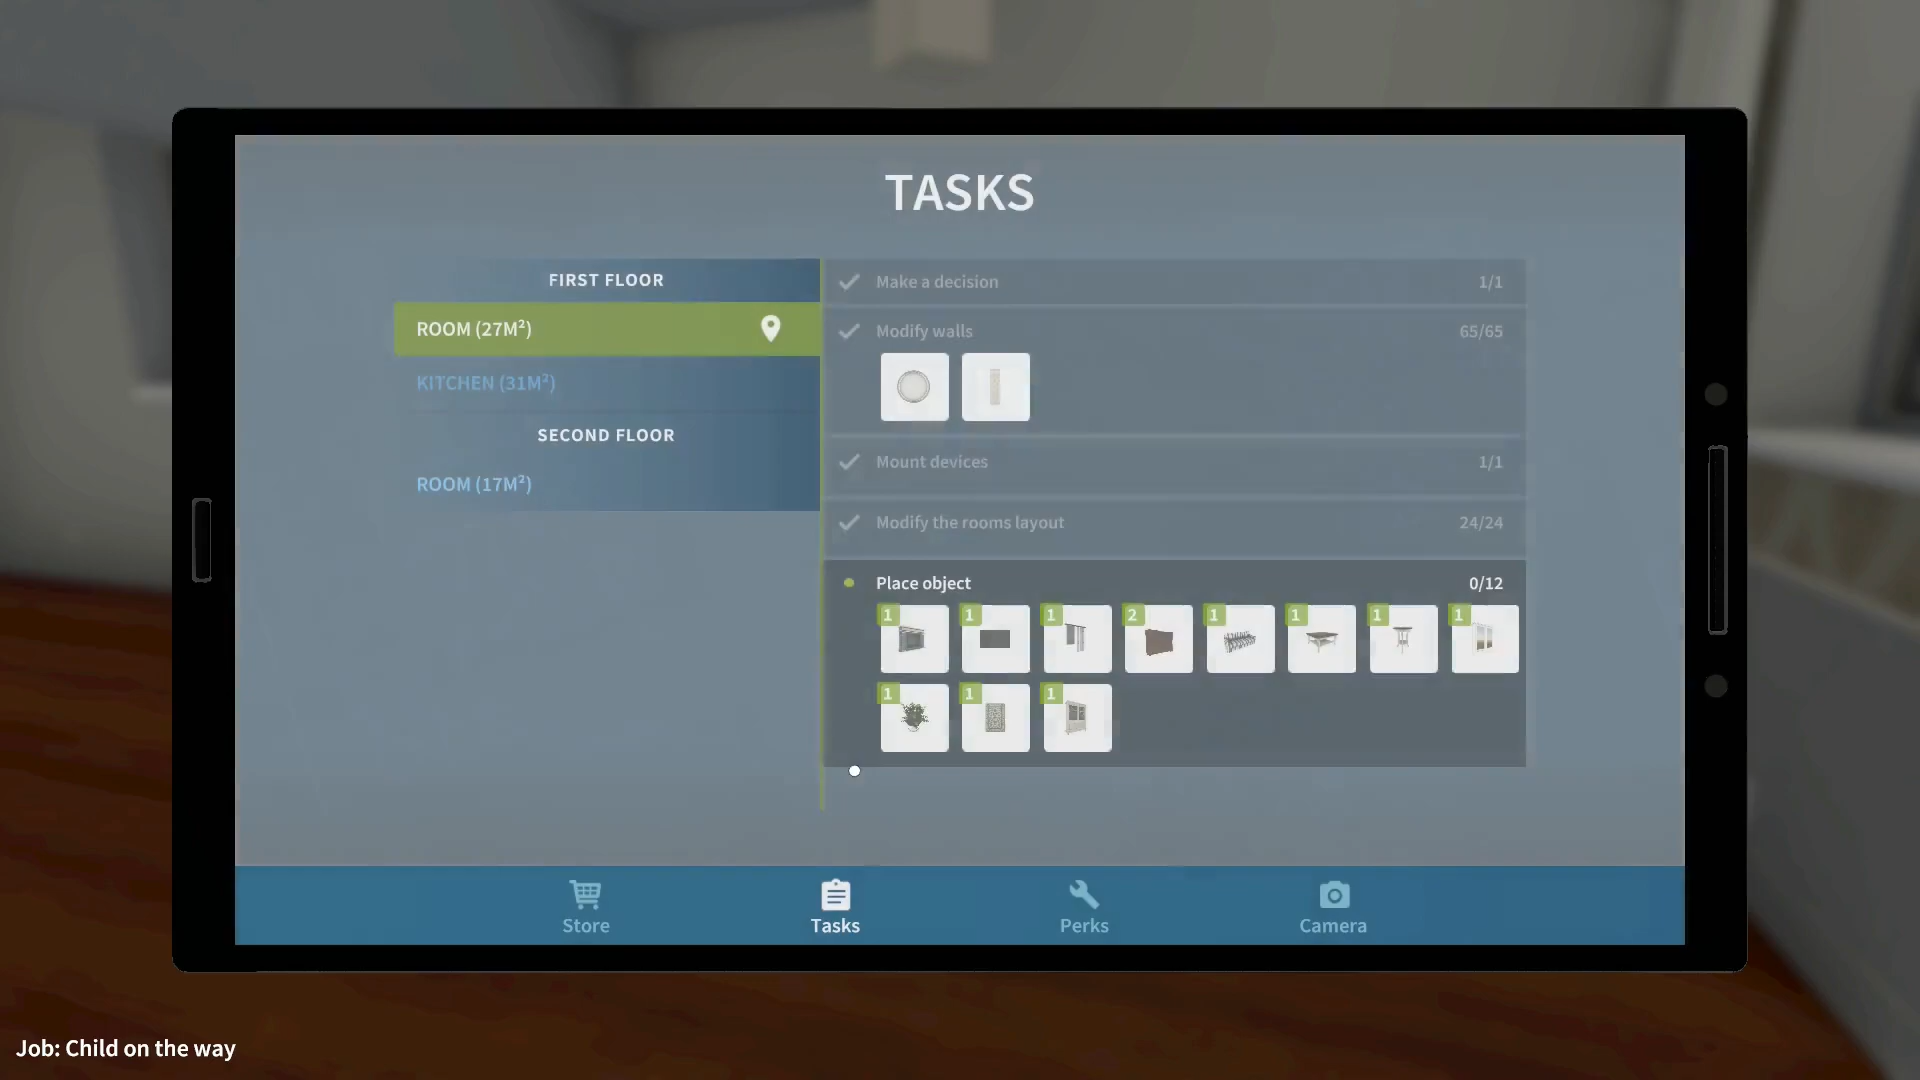 TASKS
FIRST FLOOR
ROOM (27M²)
KITCHEN (31M²)
SECOND FLOOR
ROOM (17M²)
Make a decision 1/1
Modify walls 65/65
Mount devices 1/1
Modify the rooms layout 24/24
Place object 0/12
1 1 1 2 1 1 1 1
1 1 1
Store Tasks Perks Camera
Job: Child on the way